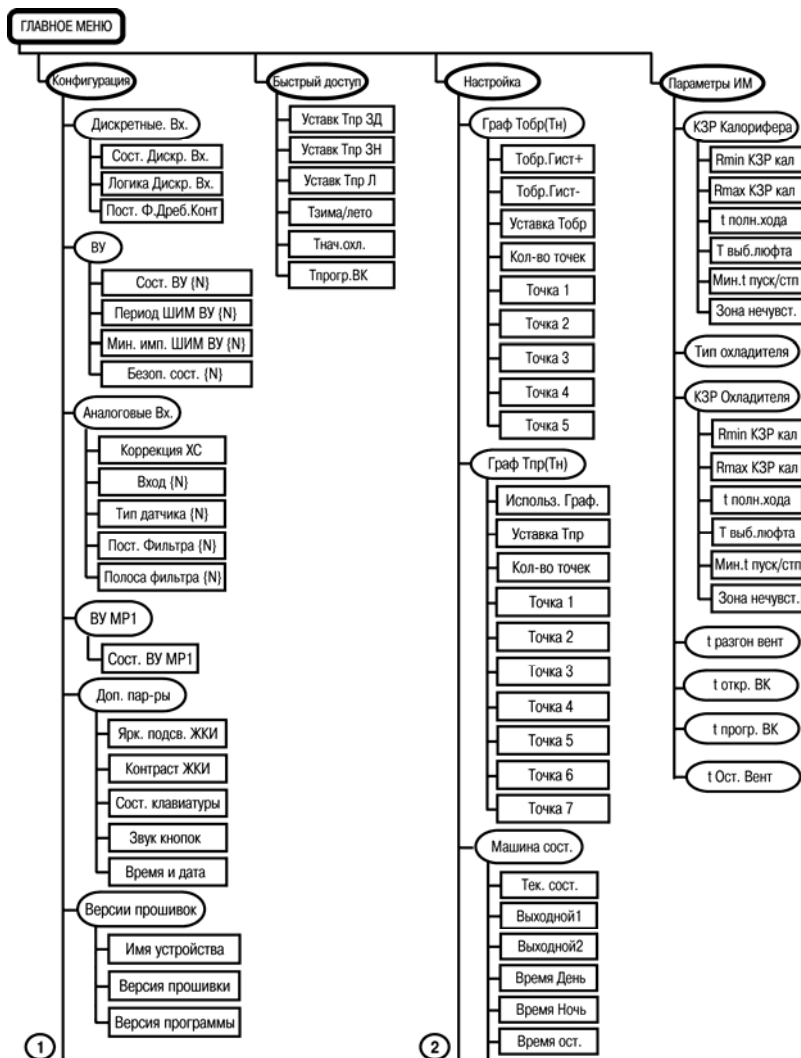 ГЛАВНОЕ МЕНЮ
Конфигурация
Дискретные. Вх.
Сост. Дискр. Вх.
Логика Дискр. Вх.
Пост. Ф.Дреб.Конт
ВУ
Сост. ВУ {N}
Период ШИМ ВУ {N}
Мин. имп. ШИМ ВУ {N}
Безоп. сост. {N}
Аналоговые Вх.
Коррекция ХС
Вход {N}
Тип датчика {N}
Пост. Фильтра {N}
Полоса фильтра {N}
ВУ МР1
Сост. ВУ МР1
Доп. пар-ры
Ярк. подсв. ЖКИ
Контраст ЖКИ
Сост. клавиатуры
Звук кнопок
Время и дата
Версии прошивок
Имя устройства
Версия прошивки
Версия программы
1
Быстрый доступ
Уставк Тпр ЗД
Уставк Тпр ЗН
Уставк Тпр Л
Тзима/лето
Тнач.охл.
Тпрогр.ВК
Настройка
Граф Тобр(Тн)
Тобр.Гист+
Тобр.Гист-
Уставка Тобр
Кол-во точек
Точка 1
Точка 2
Точка 3
Точка 4
Точка 5
Граф Тпр(Тн)
Использ. Граф.
Уставка Тпр
Кол-во точек
Точка 1
Точка 2
Точка 3
Точка 4
Точка 5
Точка 6
Точка 7
Машина сост.
Тек. сост.
Выходной1
Выходной2
Время День
Время Ночь
Время ост.
2
Параметры ИМ
КЗР Калорифера
Rmin КЗР кал
Rmax КЗР кал
t полн.хода
Т выб.люфта
Мин.t пуск/стп
Зона нечувст.
Тип охладителя
КЗР Охладителя
Rmin КЗР кал
Rmax КЗР кал
t полн.хода
Т выб.люфта
Мин.t пуск/стп
Зона нечувст.
t разгон вент
t откр. ВК
t прогр. ВК
t Ост. Вент